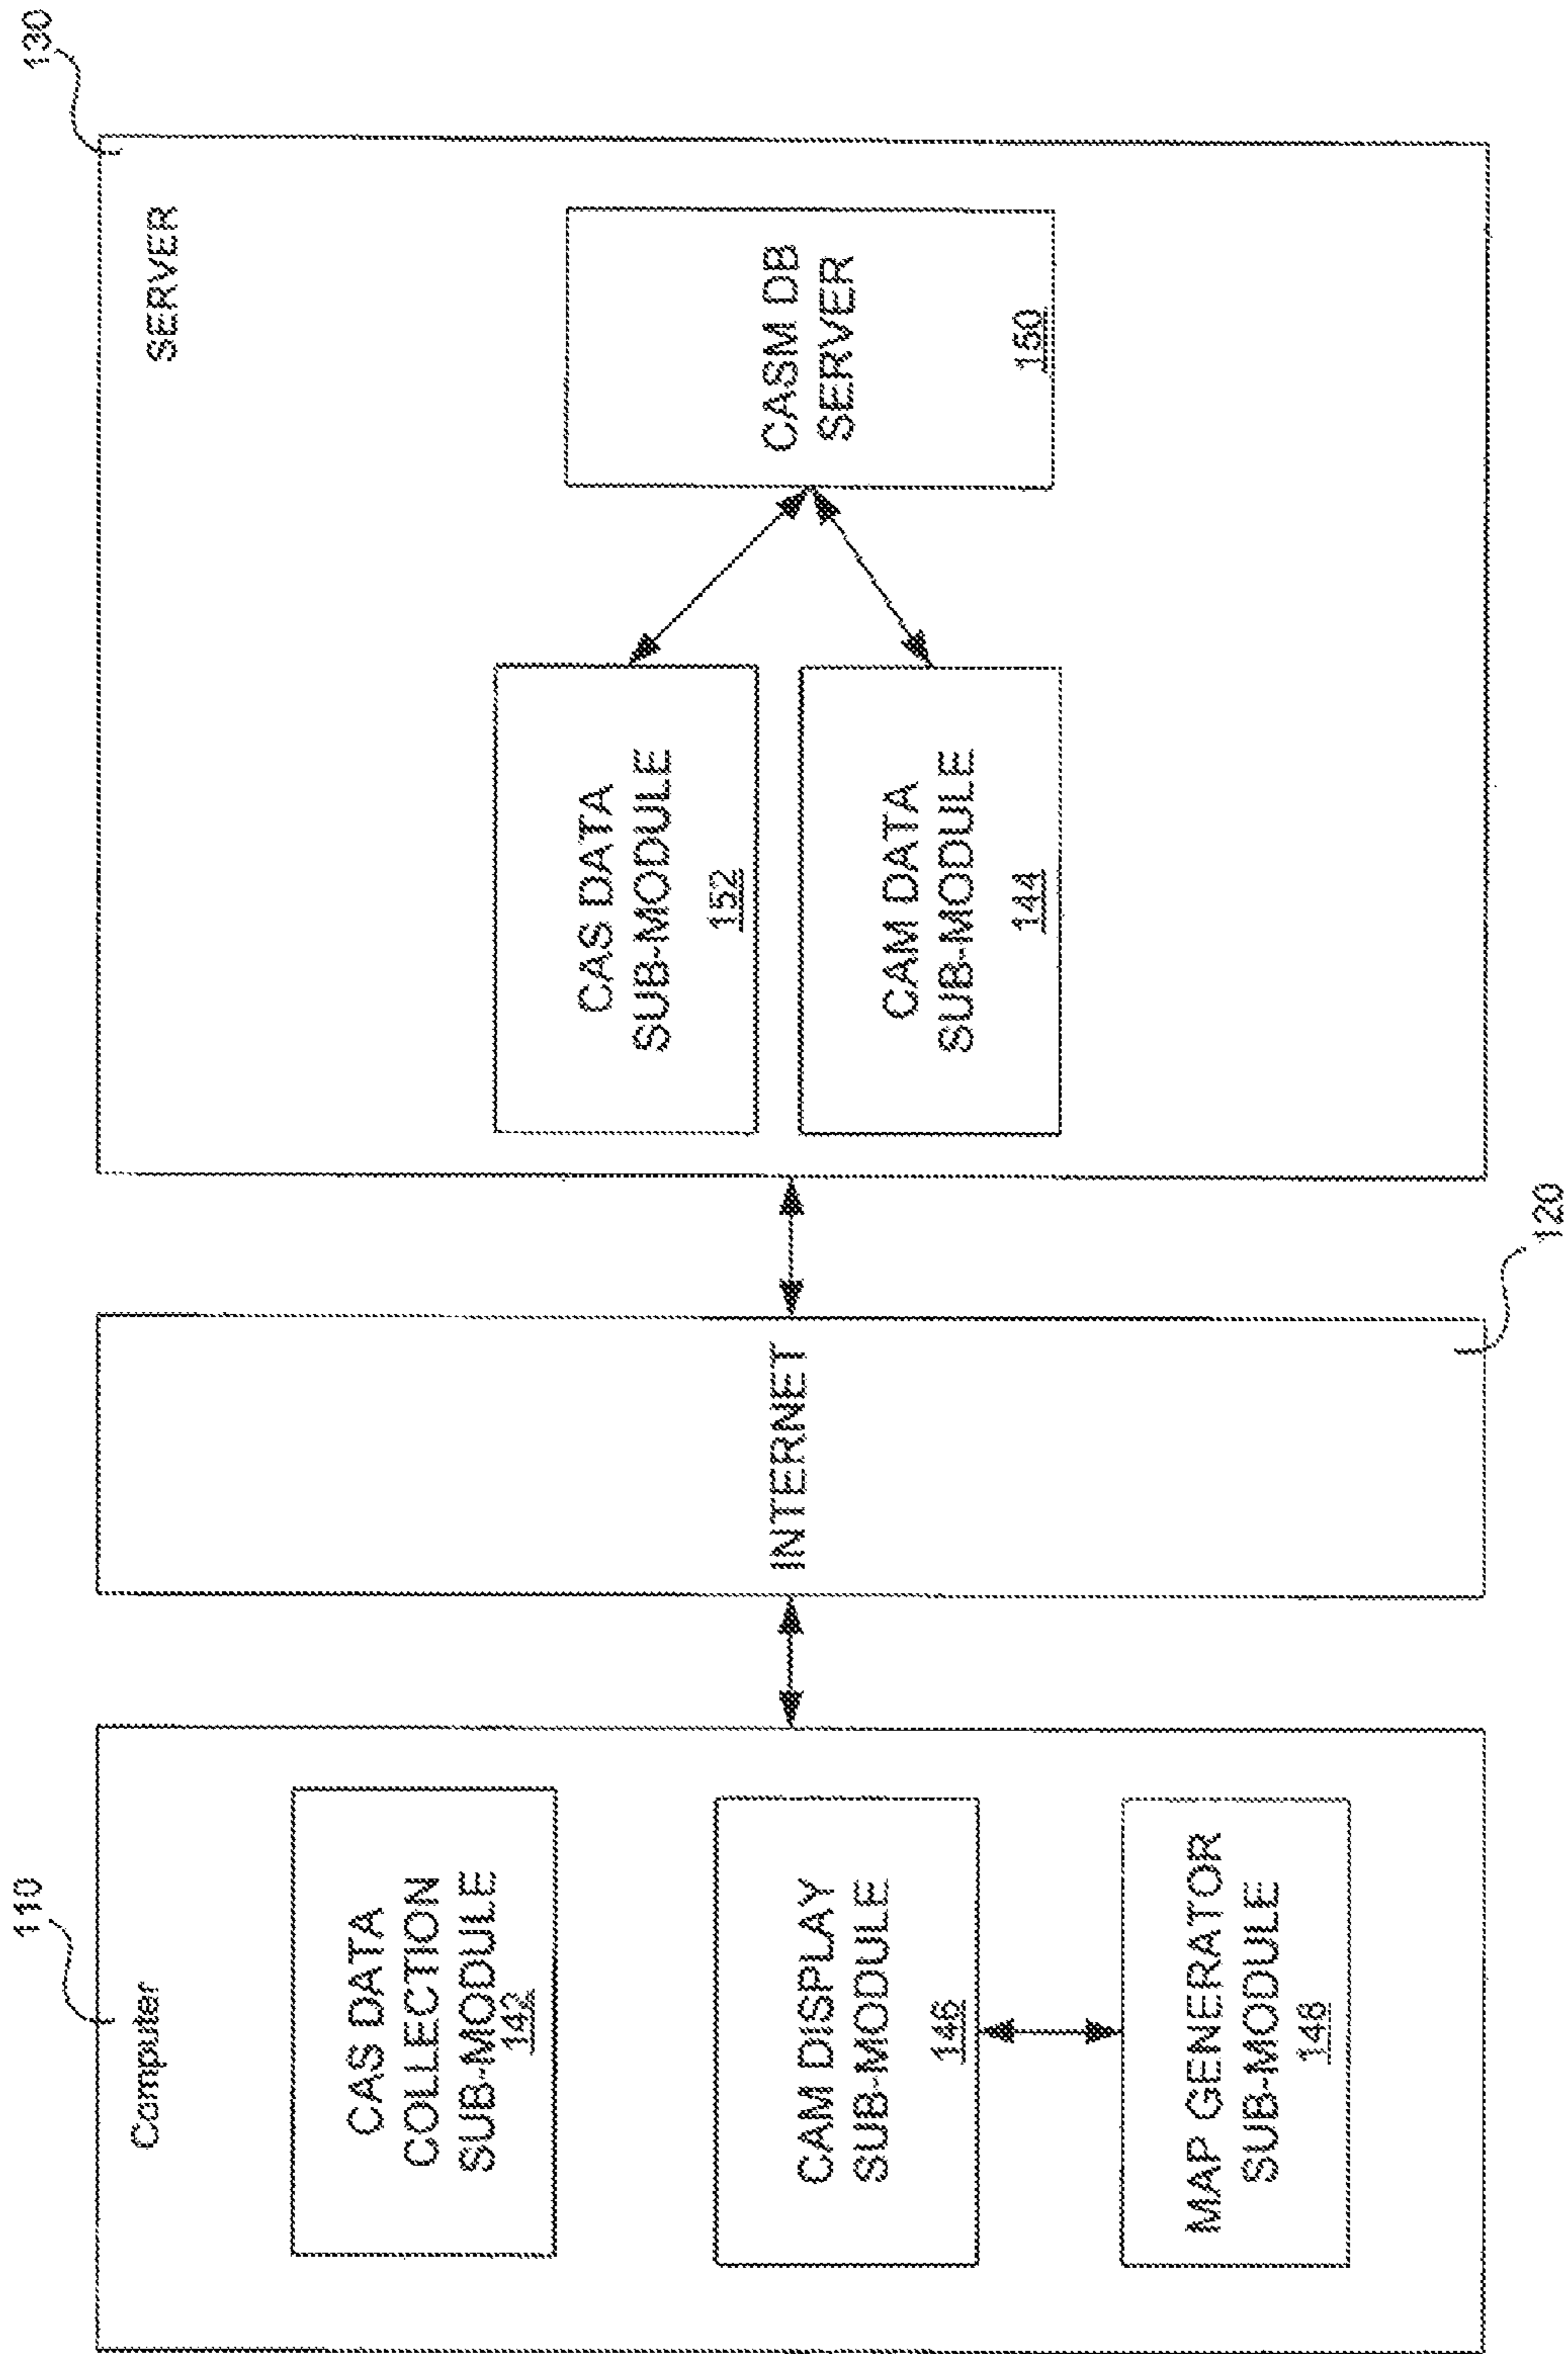 110
Computer
CAS DATA
COLLECTION
SUB-MODULE
142
CAM DISPLAY
SUB-MODULE
146
MAP GENERATOR
SUB-MODULE
148
INTERNET
120
130
SERVER
CAS DATA
SUB-MODULE
152
CAM DATA
SUB-MODULE
144
CASM DB
SERVER
150